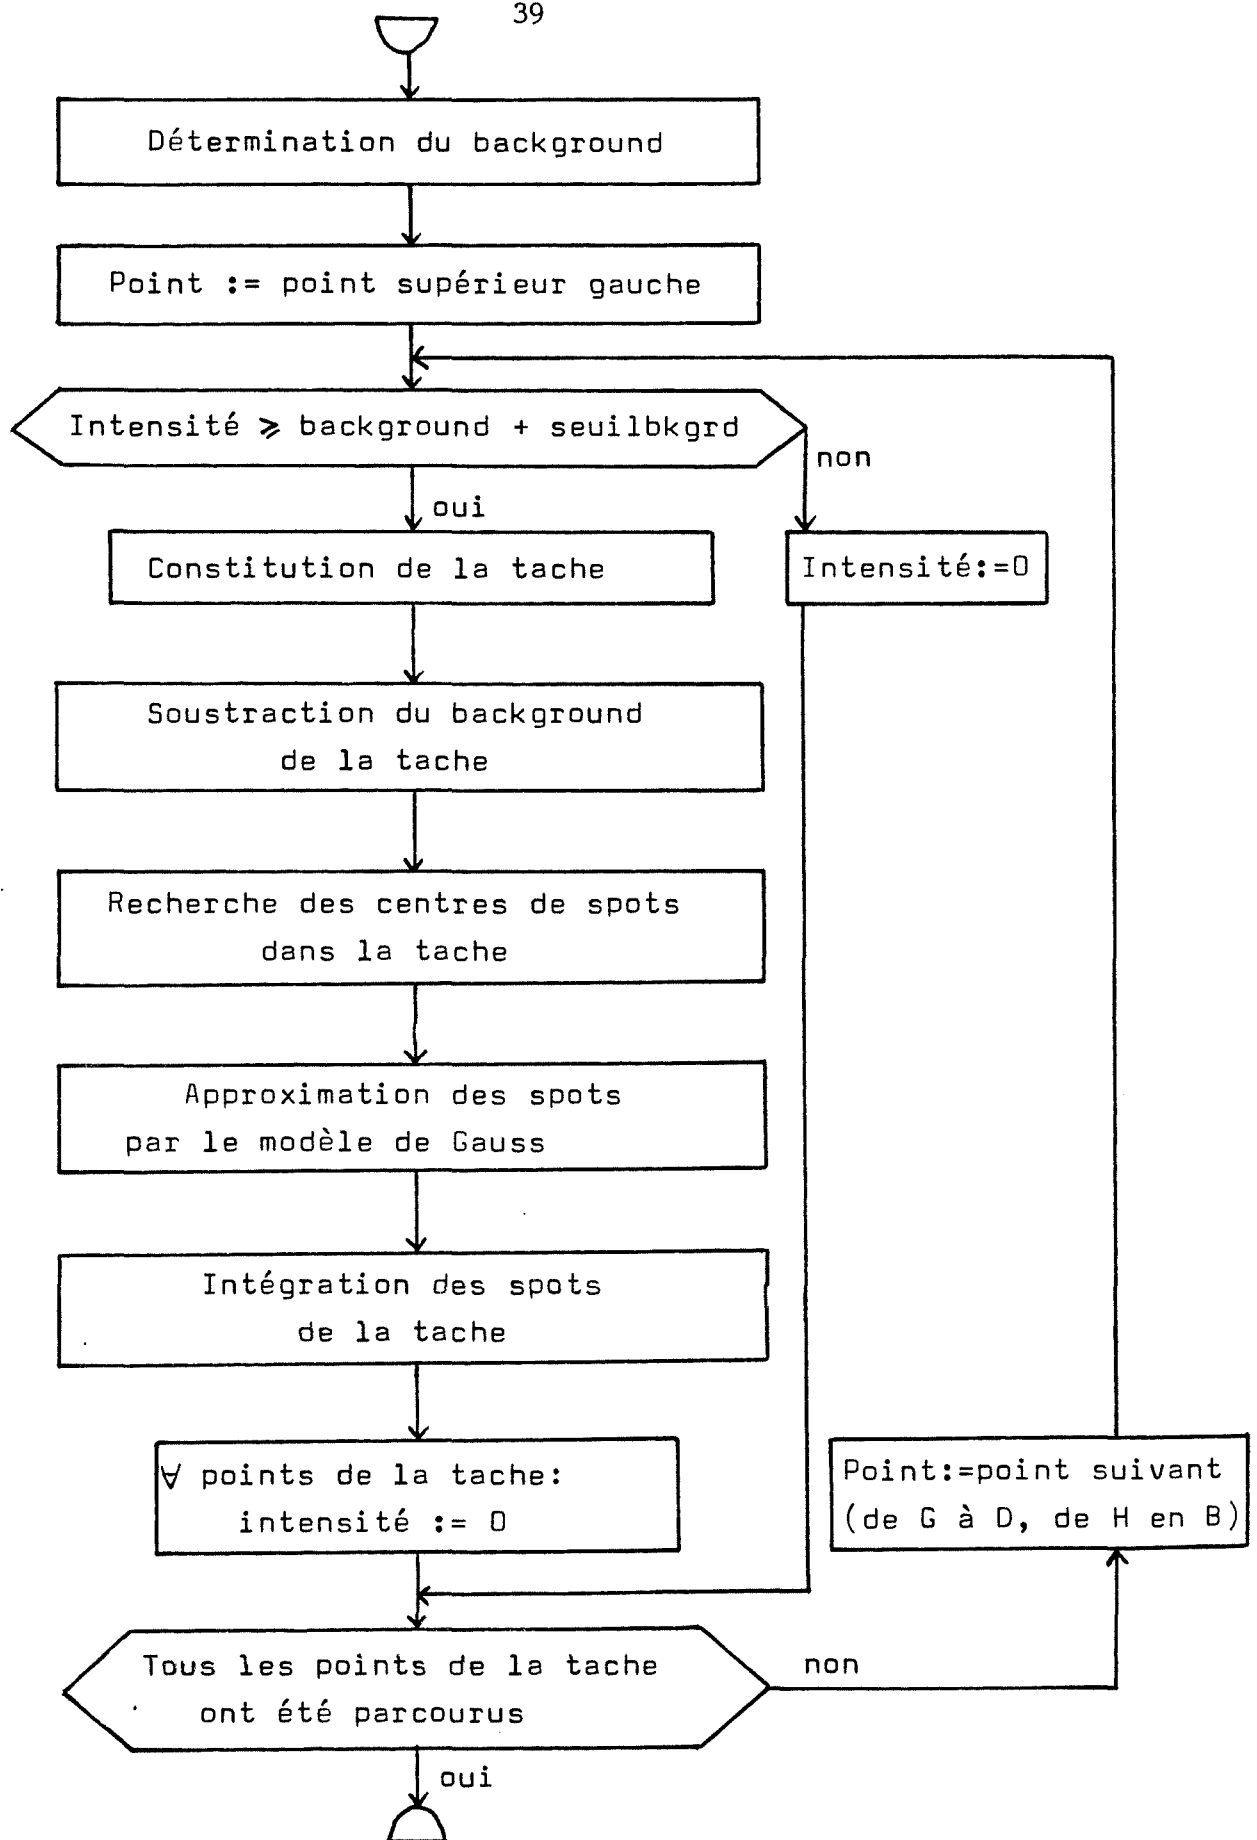 39
Détermination du background
Point := point supérieur gauche
Intensité ⩾ background + seuilbkgrd
non
oui
Constitution de la tache
Intensité:=0
Soustraction du background
de la tache
Recherche des centres de spots
dans la tache
Approximation des spots
par le modèle de Gauss
Intégration des spots
de la tache
∀ points de la tache:
intensité := 0
Point:=point suivant
(de G à D, de H en B)
Tous les points de la tache
ont été parcourus
non
oui